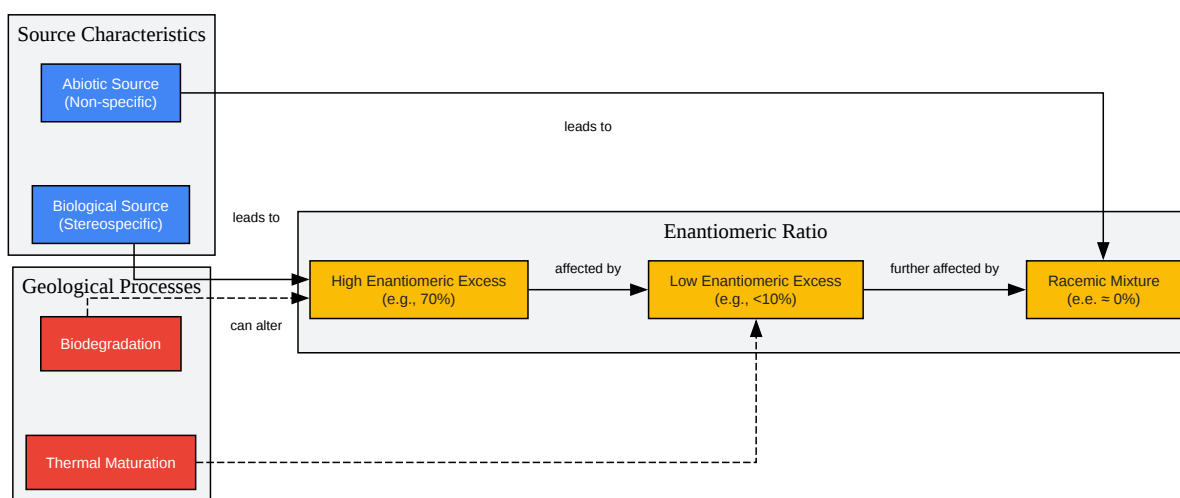 Source Characteristics
Abiotic Source
(Non-specific)
leads to
Biological Source
(Stereospecific)
leads to
Enantiomeric Ratio
Geological Processes
High Enantiomeric Excess
(e.g., 70%)
affected by
Low Enantiomeric Excess
(e.g., <10%)
further affected by
Racemic Mixture
(e.e. ≈ 0%)
can alter
Biodegradation
Thermal Maturation